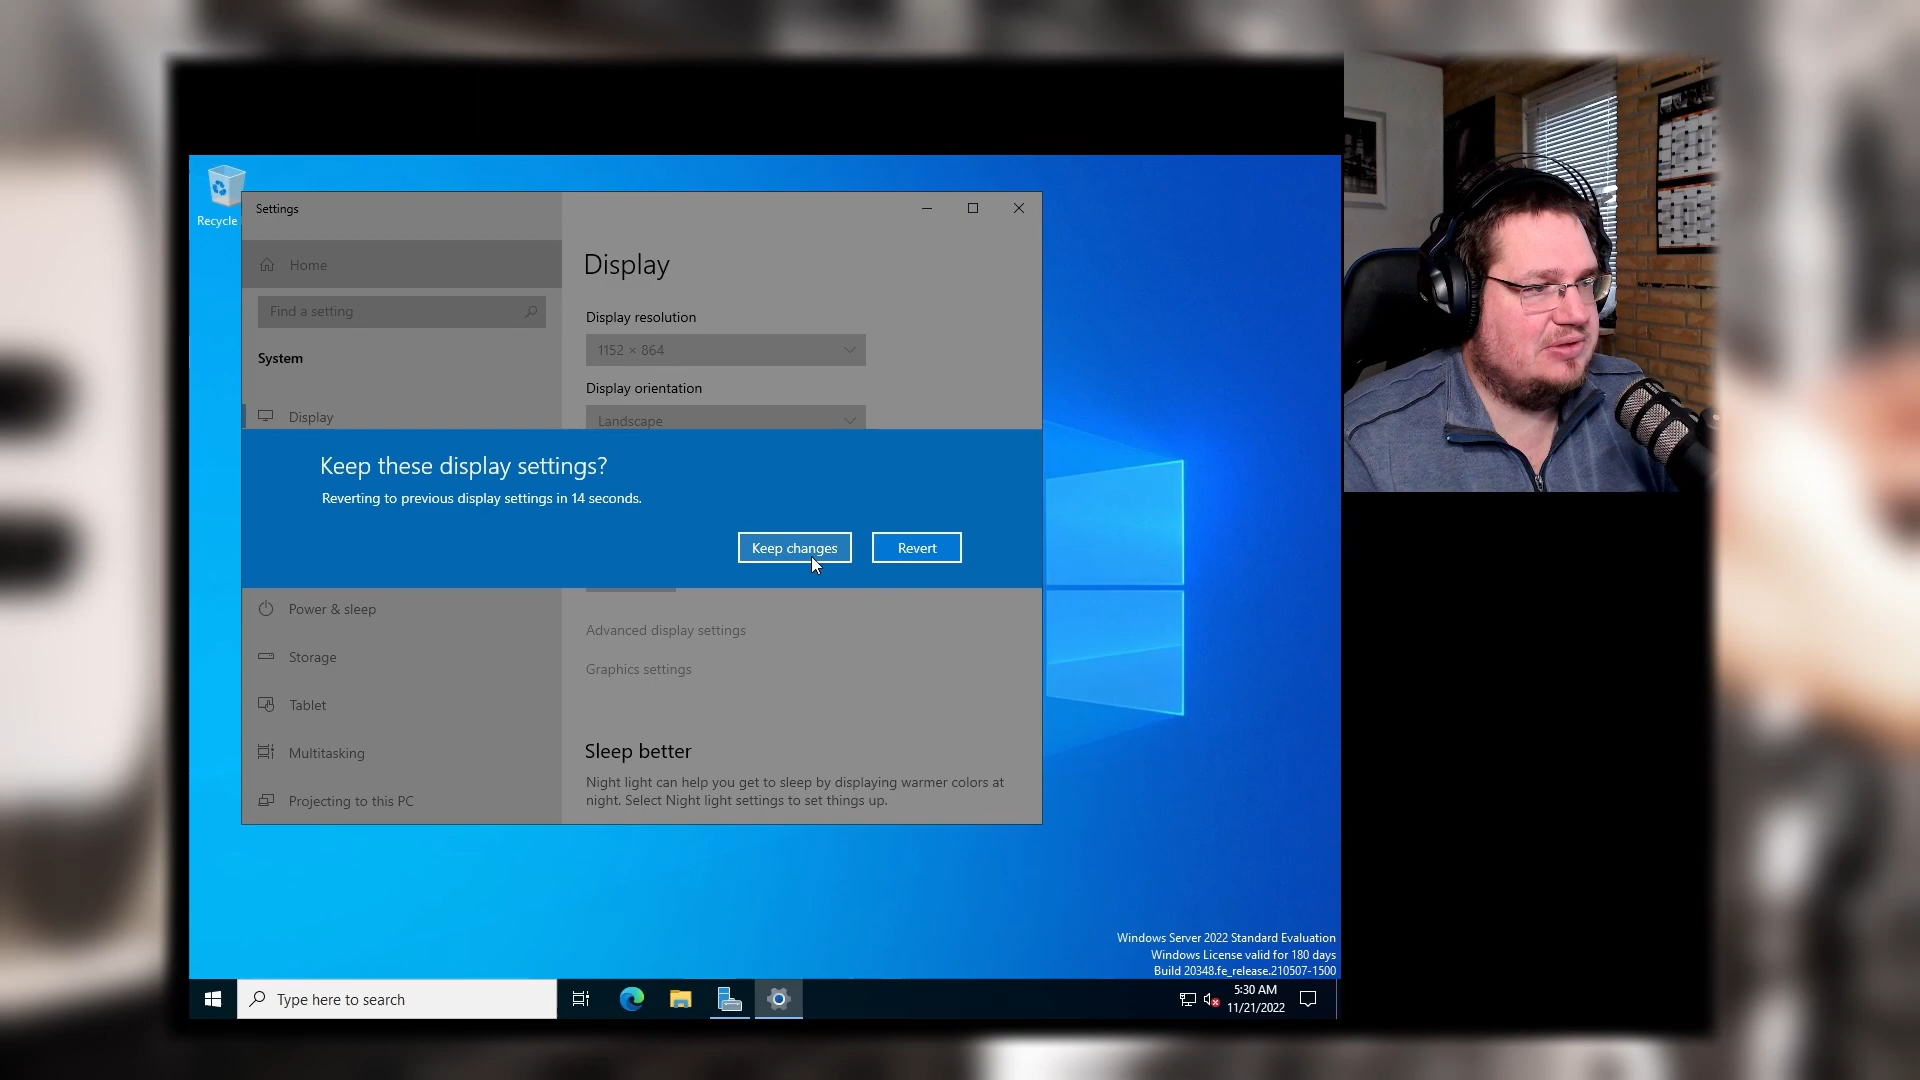 Recycle
Settings
Home
Find a setting
System
Display
Display
Display resolution
1152 × 864
Display orientation
Landscape
Keep these display settings?
Reverting to previous display settings in 14 seconds.
Keep changes
Revert
Power & sleep
Storage
Tablet
Multitasking
Projecting to this PC
Advanced display settings
Graphics settings
Sleep better
Night light can help you get to sleep by displaying warmer colors at
night. Select Night light settings to set things up.
Windows Server 2022 Standard Evaluation
Windows License valid for 180 days
Build 20348.fe_release.210507-1500
Type here to search
5:30 AM
11/21/2022